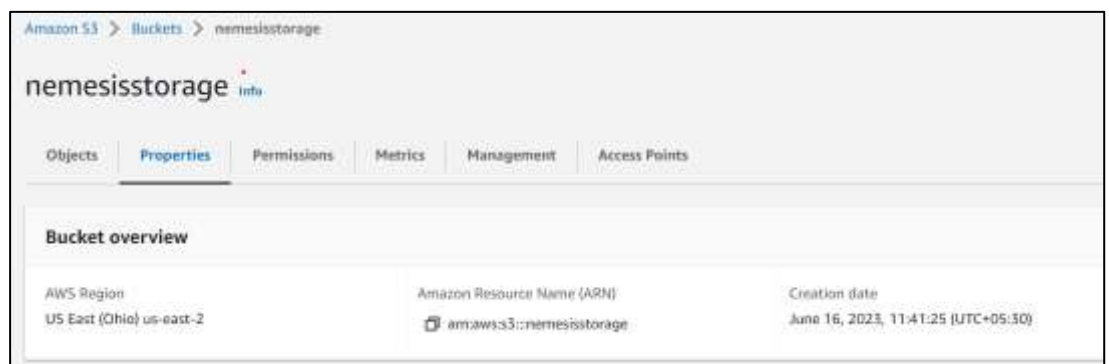 Amazon S3 > Buckets > nemesisstorage
nemesisstorage Info
Objects Properties Permissions Metrics Management Access Points
Bucket overview
AWS Region Amazon Resource Name (ARN) Creation date
US East (Ohio) us-east-2 arn:aws:s3:::nemesisstorage June 16, 2023, 11:41:25 (UTC+05:30)